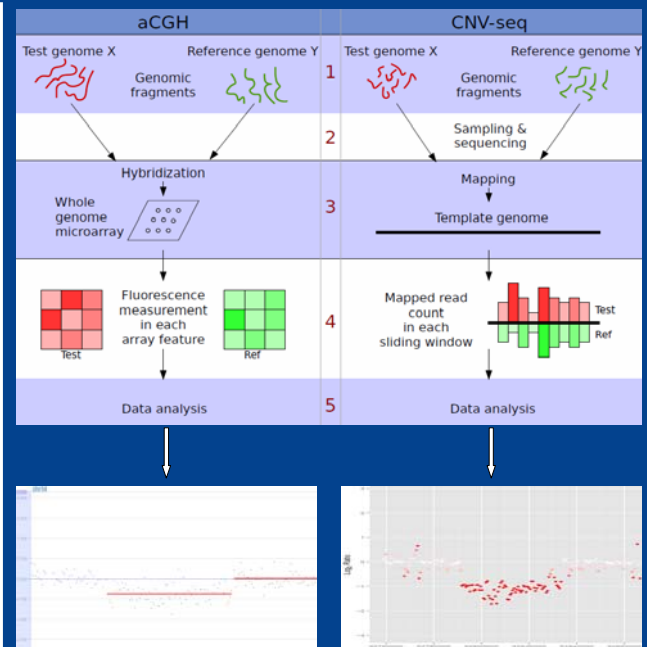 aCGH
CNV-seq
Test genome X
Reference genome Y
Genomic
fragments
1
Test genome X
Reference genome Y
Genomic
fragments
2
Sampling &
sequencing
Hybridization
Whole
genome
microarray
3
Mapping
Template genome
Fluorescence
measurement
in each
array feature
Test
Ref
4
Mapped read
count
in each
sliding window
Test
Ref
Data analysis
5
Data analysis